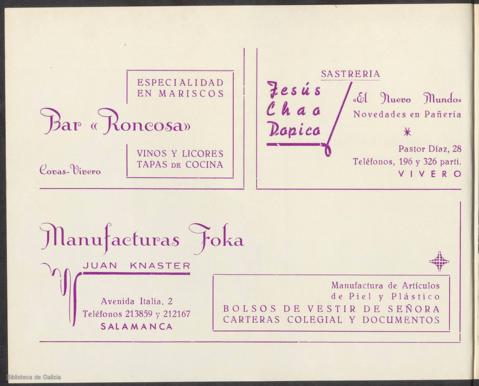 ESPECIALIDAD
EN MARISCOS
Bar «Roncosa»
VINOS Y LICORES
TAPAS DE COCINA
Covas-Vivero
SASTRERIA
Jesús
Chao
Dopico
«El Nuevo Mundo»
Novedades en Pañería
Pastor Díaz, 28
Teléfonos, 196 y 326 parti.
VIVERO
Manufacturas Foka
JUAN KNASTER
Avenida Italia, 2
Teléfonos 213859 y 212167
SALAMANCA
Manufactura de Artículos
de Piel y Plástico
BOLSOS DE VESTIR DE SEÑORA
CARTERAS COLEGIAL Y DOCUMENTOS
Biblioteca de Galicia